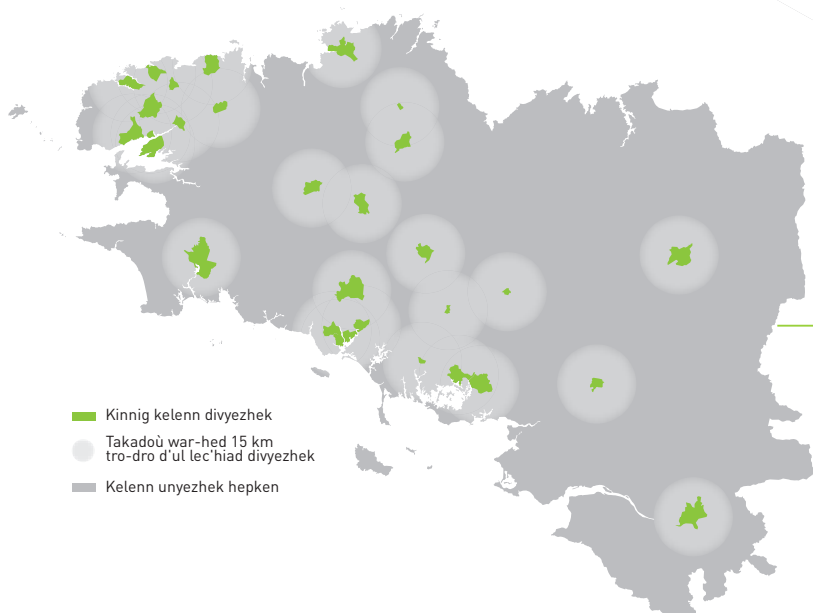 Kinnig kelenn divyezhek
Takadoù war-hed 15 km
tro-dro d'ul lec'hiad divyezhek
Kelenn unyezhek hepken